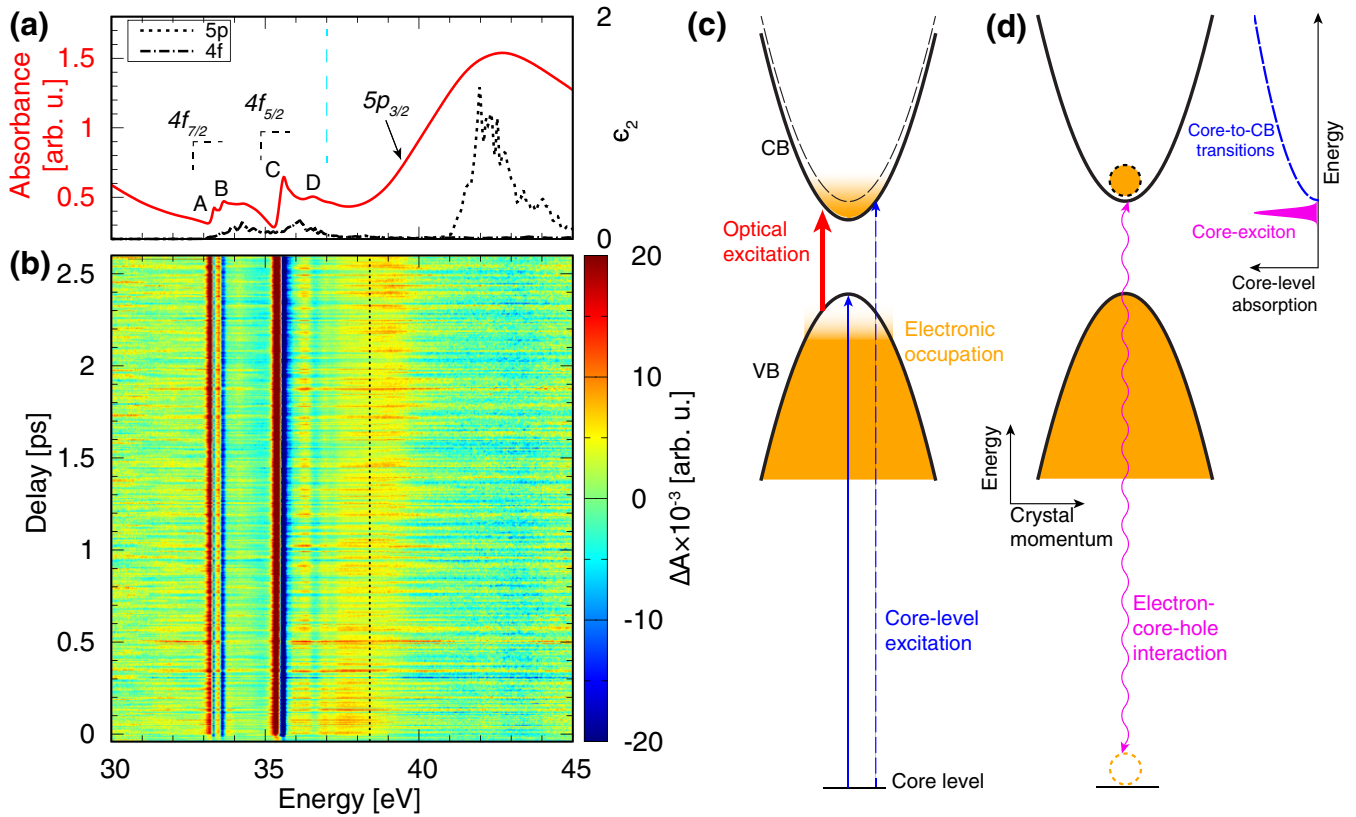 (a)
5p
4f
2
ϵ2
0
Absorbance
[arb. u.]
1.5
1
0.5
4f7/2
4f5/2
5p3/2
A
B
C
D
(b)
2.5
2
1.5
1
0.5
0
Delay [ps]
30
35
40
45
Energy [eV]
20
10
0
-10
-20
ΔA×10⁻³ [arb. u.]
(c)
CB
Optical
excitation
Electronic
occupation
VB
Core-level
excitation
Core level
(d)
Core-to-CB
transitions
Core-exciton
Energy
Core-level
absorption
Energy
Crystal
momentum
Electron-
core-hole
interaction